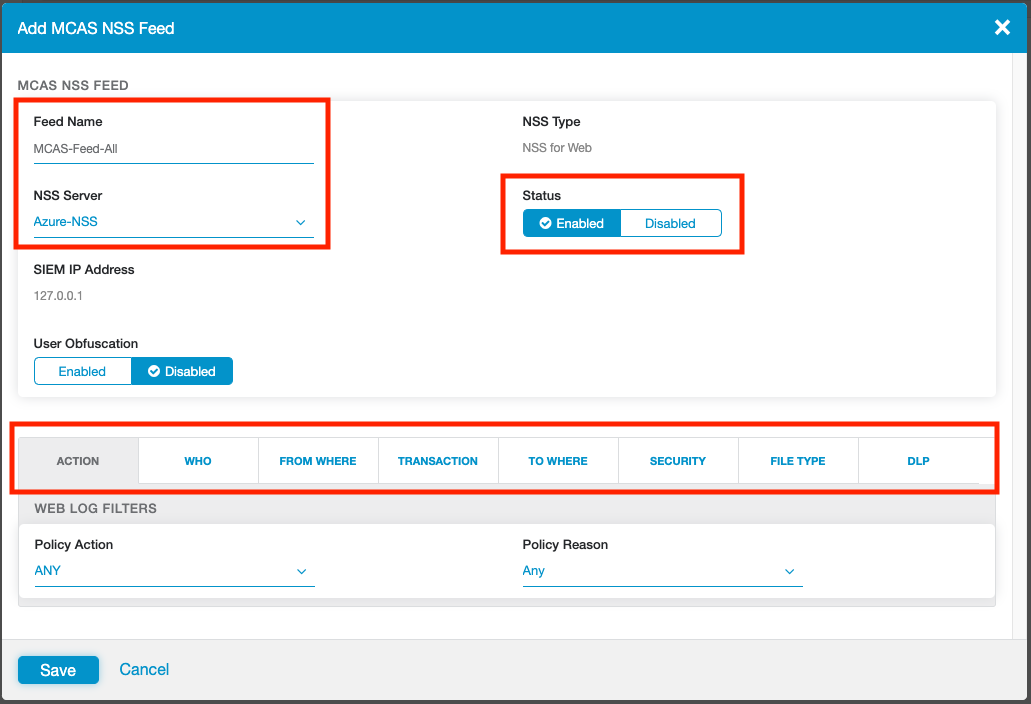 Add MCAS NSS Feed
MCAS NSS FEED
Feed Name
MCAS-Feed-All
NSS Type
NSS for Web
NSS Server
Azure-NSS
Status
Enabled Disabled
SIEM IP Address
127.0.0.1
User Obfuscation
Enabled Disabled
ACTION WHO FROM WHERE TRANSACTION TO WHERE SECURITY FILE TYPE DLP
WEB LOG FILTERS
Policy Action
ANY
Policy Reason
Any
Save Cancel